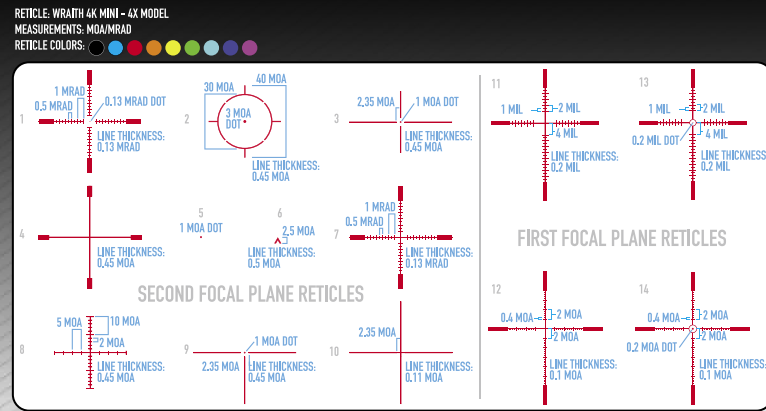 RETICLE: WRAITH 4K MINI - 4X MODEL
MEASUREMENTS: MOA/MRAD
RETICLE COLORS:
1
1 MRAD
0.5 MRAD
0.13 MRAD DOT
LINE THICKNESS:
0.13 MRAD
2
30 MOA
40 MOA
3 MOA
DOT
LINE THICKNESS:
0.45 MOA
3
2.35 MOA
1 MOA DOT
LINE THICKNESS:
0.45 MOA
4
LINE THICKNESS:
0.45 MOA
5
1 MOA DOT
6
2.5 MOA
LINE THICKNESS:
0.5 MOA
7
1 MRAD
0.5 MRAD
LINE THICKNESS:
0.13 MRAD
SECOND FOCAL PLANE RETICLES
8
5 MOA
10 MOA
2 MOA
LINE THICKNESS:
0.45 MOA
9
1 MOA DOT
2.35 MOA
LINE THICKNESS:
0.45 MOA
10
2.35 MOA
LINE THICKNESS:
0.11 MOA
11
1 MIL
2 MIL
4 MIL
LINE THICKNESS:
0.2 MIL
13
1 MIL
2 MIL
4 MIL
0.2 MIL DOT
LINE THICKNESS:
0.2 MIL
FIRST FOCAL PLANE RETICLES
12
0.4 MOA
2 MOA
2 MOA
LINE THICKNESS:
0.1 MOA
14
0.4 MOA
2 MOA
2 MOA
0.2 MOA DOT
LINE THICKNESS:
0.1 MOA